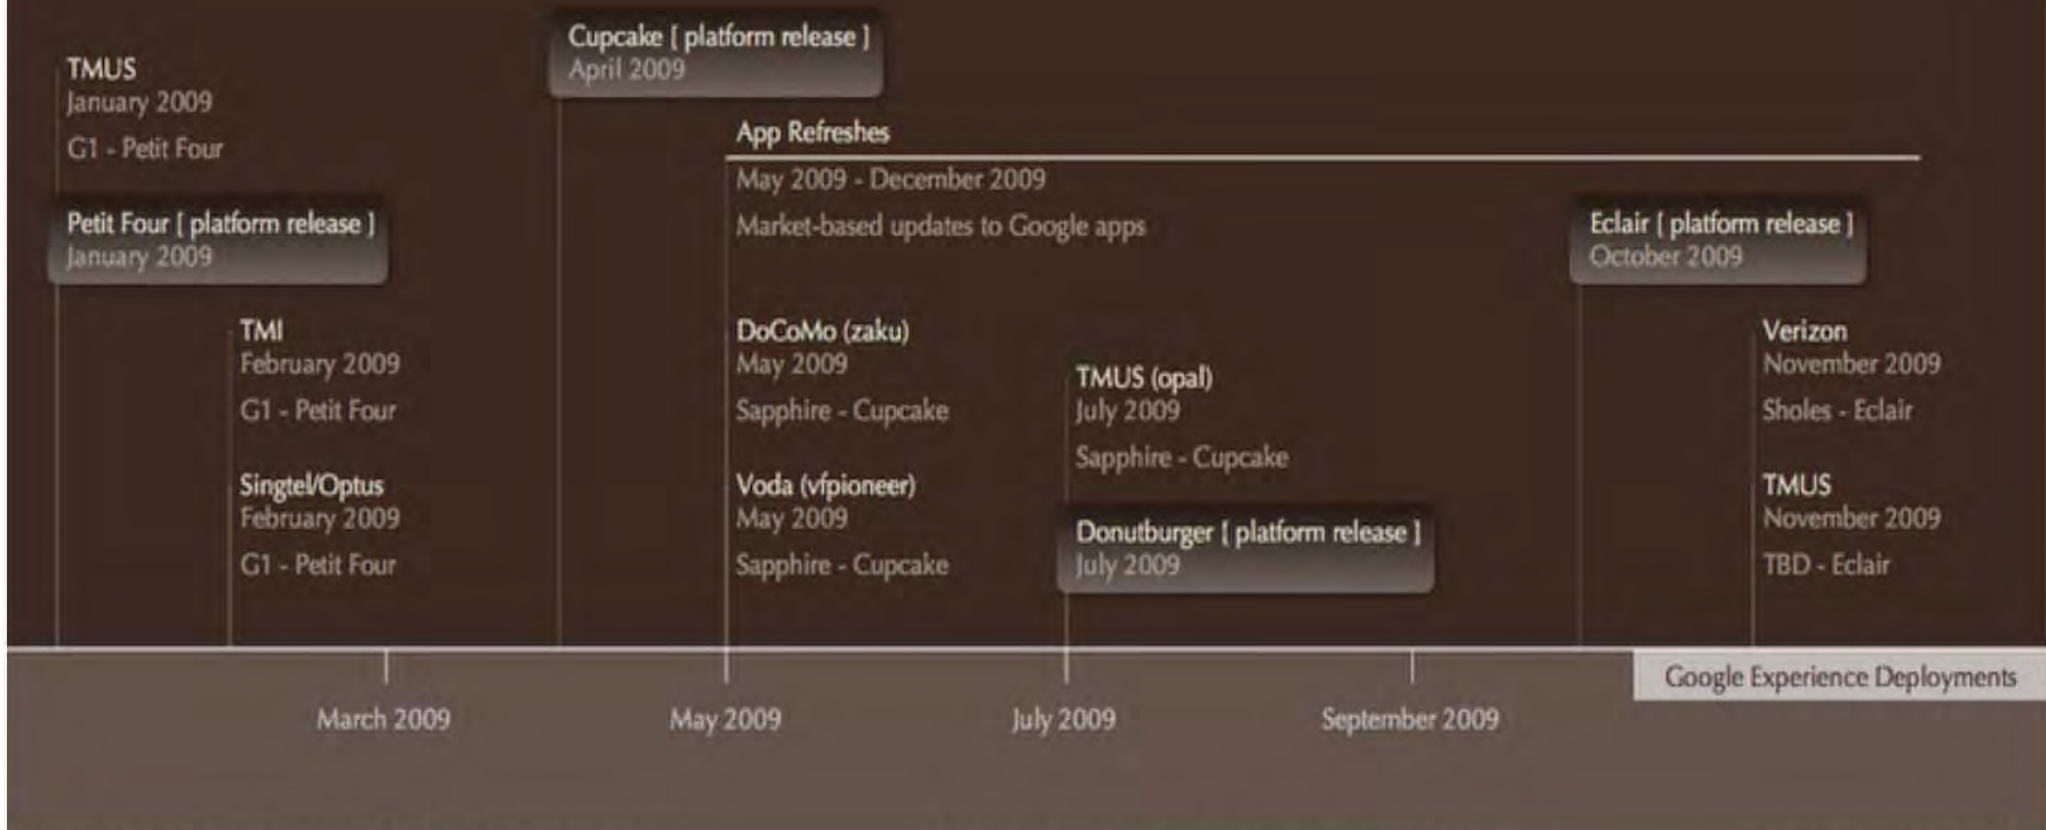 TMUS
January 2009
G1 - Petit Four
Petit Four [ platform release ]
January 2009
TMI
February 2009
G1 - Petit Four
Singtel/Optus
February 2009
G1 - Petit Four
Cupcake [ platform release ]
April 2009
App Refreshes
May 2009 - December 2009
Market-based updates to Google apps
DoCoMo (zaku)
May 2009
Sapphire - Cupcake
Voda (vfpioneer)
May 2009
Sapphire - Cupcake
TMUS (opal)
July 2009
Sapphire - Cupcake
Donutburger [ platform release ]
July 2009
Eclair [ platform release ]
October 2009
Verizon
November 2009
Sholes - Eclair
TMUS
November 2009
TBD - Eclair
Google Experience Deployments
March 2009
May 2009
July 2009
September 2009